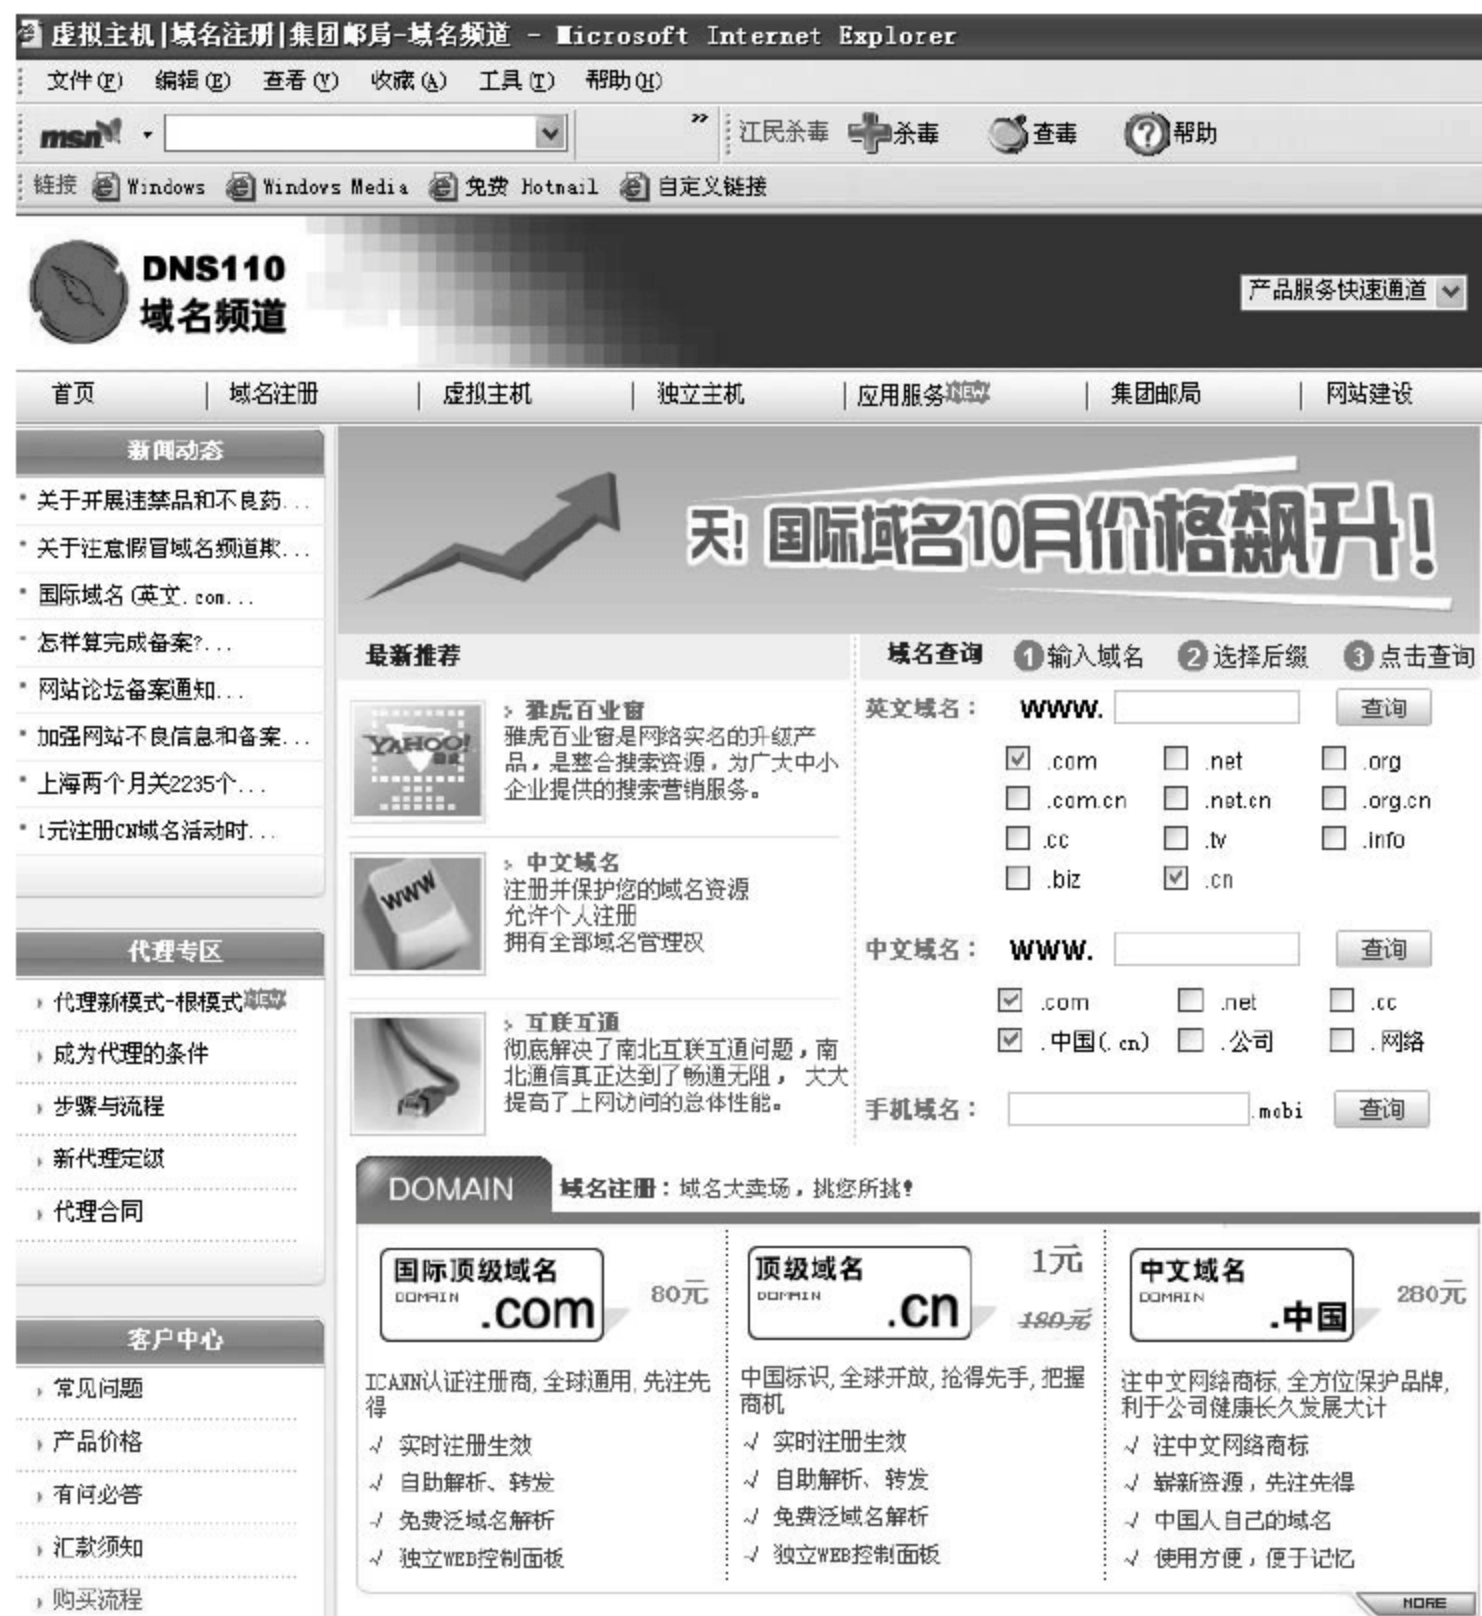 虚拟主机|域名注册|集团邮局-域名频道 - Microsoft Internet Explorer
文件(F) 编辑(E) 查看(V) 收藏(A) 工具(T) 帮助(H)
msn » 江民杀毒 杀毒 查毒 帮助
链接 Windows Windows Media 免费 Hotmail 自定义链接
DNS110
域名频道
产品服务快速通道
首页 | 域名注册 | 虚拟主机 | 独立主机 | 应用服务NEW | 集团邮局 | 网站建设
新闻动态
关于开展违禁品和不良药...
关于注意假冒域名频道欺...
国际域名(英文.com...
怎样算完成备案?...
网站论坛备案通知...
加强网站不良信息和备案...
上海两个月关2235个...
1元注册CN域名活动时...
代理专区
代理新模式-根模式NEW
成为代理的条件
步骤与流程
新代理定级
代理合同
客户中心
常见问题
产品价格
有问必答
汇款须知
购买流程
天!国际域名10月价格飙升!
最新推荐
YAHOO!
雅虎百业窗
雅虎百业窗是网络实名的升级产
品，是整合搜索资源，为广大中小
企业提供的搜索营销服务。
WWW
中文域名
注册并保护您的域名资源
允许个人注册
拥有全部域名管理权
互联互通
彻底解决了南北互联互通问题，南
北通信真正达到了畅通无阻， 大大
提高了上网访问的总体性能。
域名查询 1输入域名 2选择后缀 3点击查询
英文域名： www. 查询
.com .net .org
.com.cn .net.cn .org.cn
.cc .tv .info
.biz .cn
中文域名： www. 查询
.com .net .cc
.中国(.cn) .公司 .网络
手机域名： .mobi 查询
DOMAIN 域名注册：域名大卖场，挑您所挑!
国际顶级域名
DOMAIN
.com
80元
ICANN认证注册商,全球通用,先注先
得
√ 实时注册生效
√ 自助解析、转发
√ 免费泛域名解析
√ 独立WEB控制面板
顶级域名
DOMAIN
.cn
1元
180元
中国标识,全球开放,抢得先手,把握
商机
√ 实时注册生效
√ 自助解析、转发
√ 免费泛域名解析
√ 独立WEB控制面板
中文域名
DOMAIN
.中国
280元
注中文网络商标,全方位保护品牌,
利于公司健康长久发展大计
√ 注中文网络商标
√ 崭新资源，先注先得
√ 中国人自己的域名
√ 使用方便，便于记忆
MORE